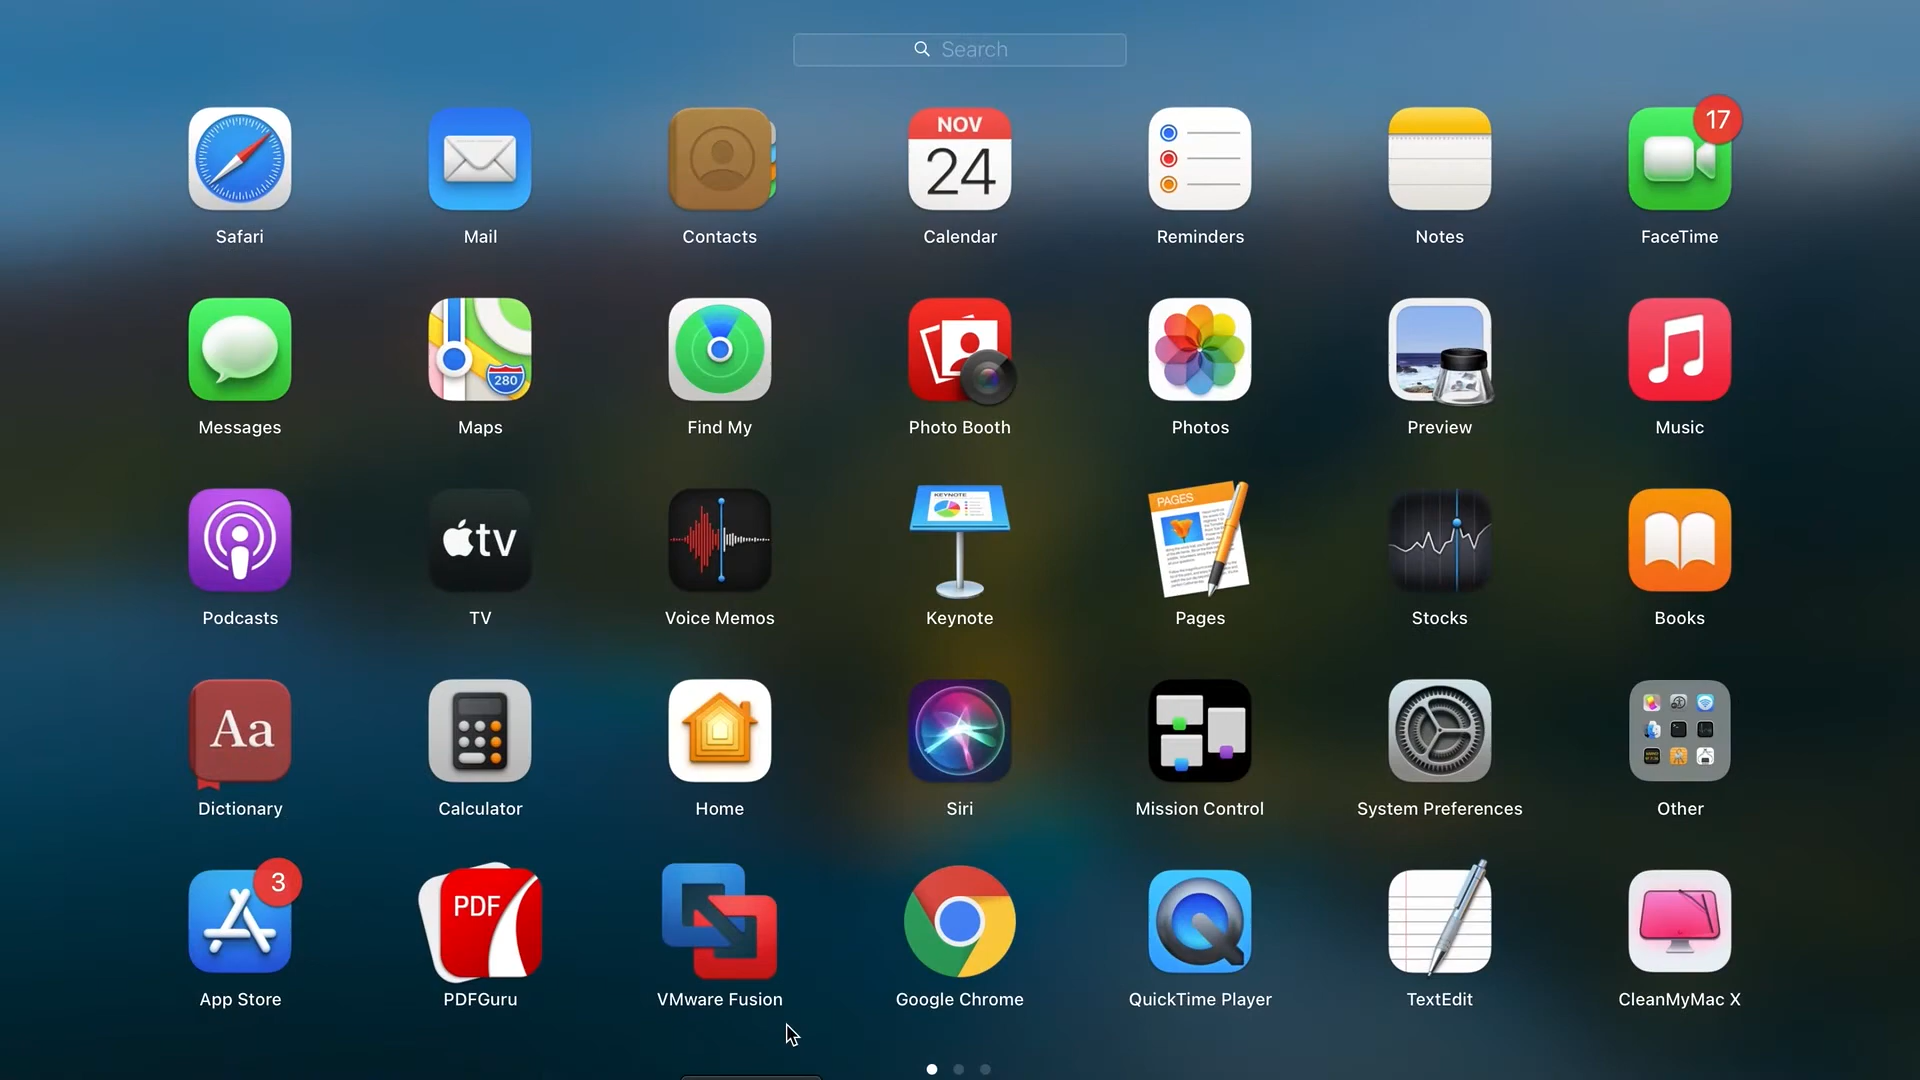 Search
NOV
24
17
Safari
Mail
Contacts
Calendar
Reminders
Notes
FaceTime
280
Messages
Maps
Find My
Photo Booth
Photos
Preview
Music
tv
KEYNOTE
PAGES
Podcasts
TV
Voice Memos
Keynote
Pages
Stocks
Books
Aa
Dictionary
Calculator
Home
Siri
Mission Control
System Preferences
Other
3
PDF
App Store
PDFGuru
VMware Fusion
Google Chrome
QuickTime Player
TextEdit
CleanMyMac X